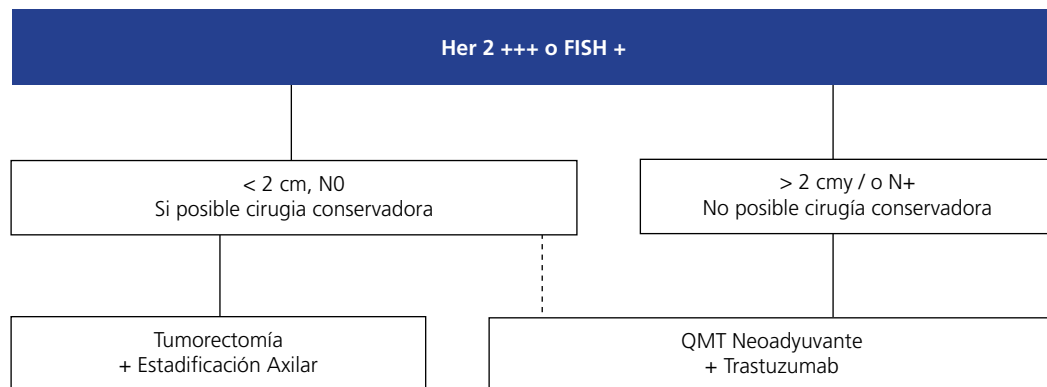 Her 2 +++ o FISH +
< 2 cm, N0
Si posible cirugia conservadora
> 2 cmy / o N+
No posible cirugía conservadora
Tumorectomía
+ Estadificación Axilar
QMT Neoadyuvante
+ Trastuzumab